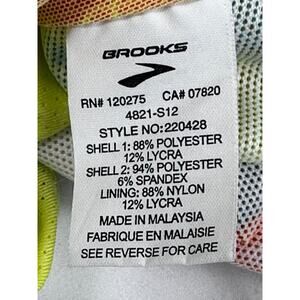 BROOKS
RN# 120275 CA# 07820
4821-S12
STYLE NO:220428
SHELL 1: 88% POLYESTER
12% LYCRA
SHELL 2: 94% POLYESTER
6% SPANDEX
LINING: 88% NYLON
12% LYCRA
MADE IN MALAYSIA
FABRIQUE EN MALAISIE
SEE REVERSE FOR CARE